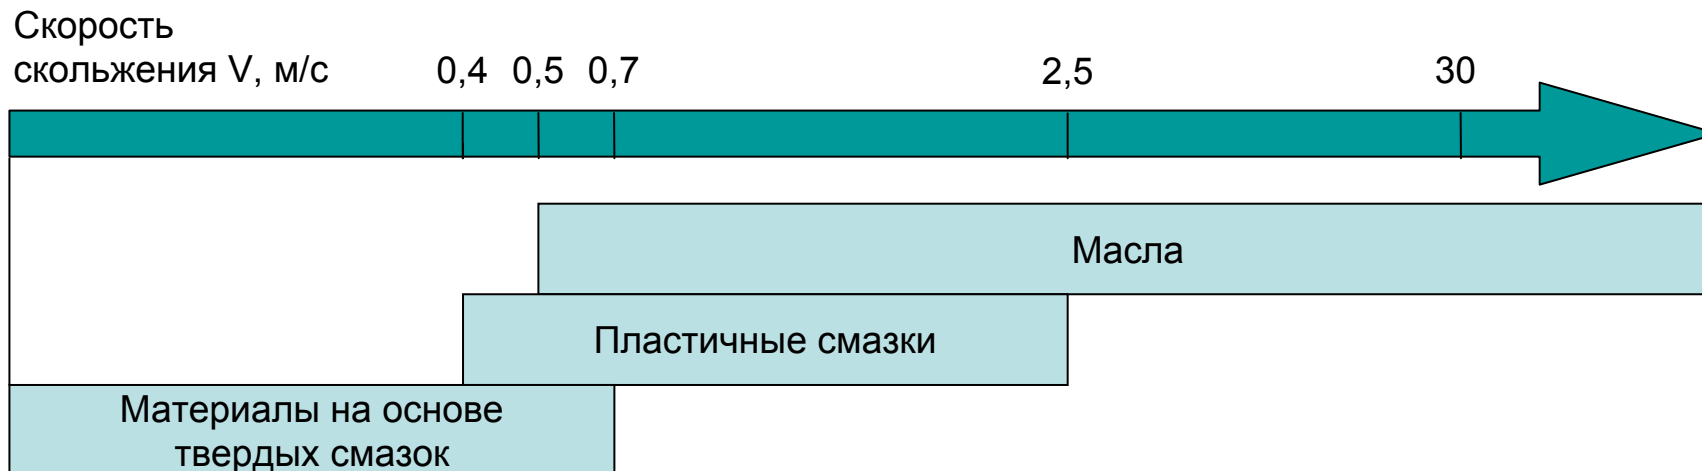 Скорость
скольжения V, м/с 0,4 0,5 0,7 2,5 30
Масла
Пластичные смазки
Материалы на основе
твердых смазок